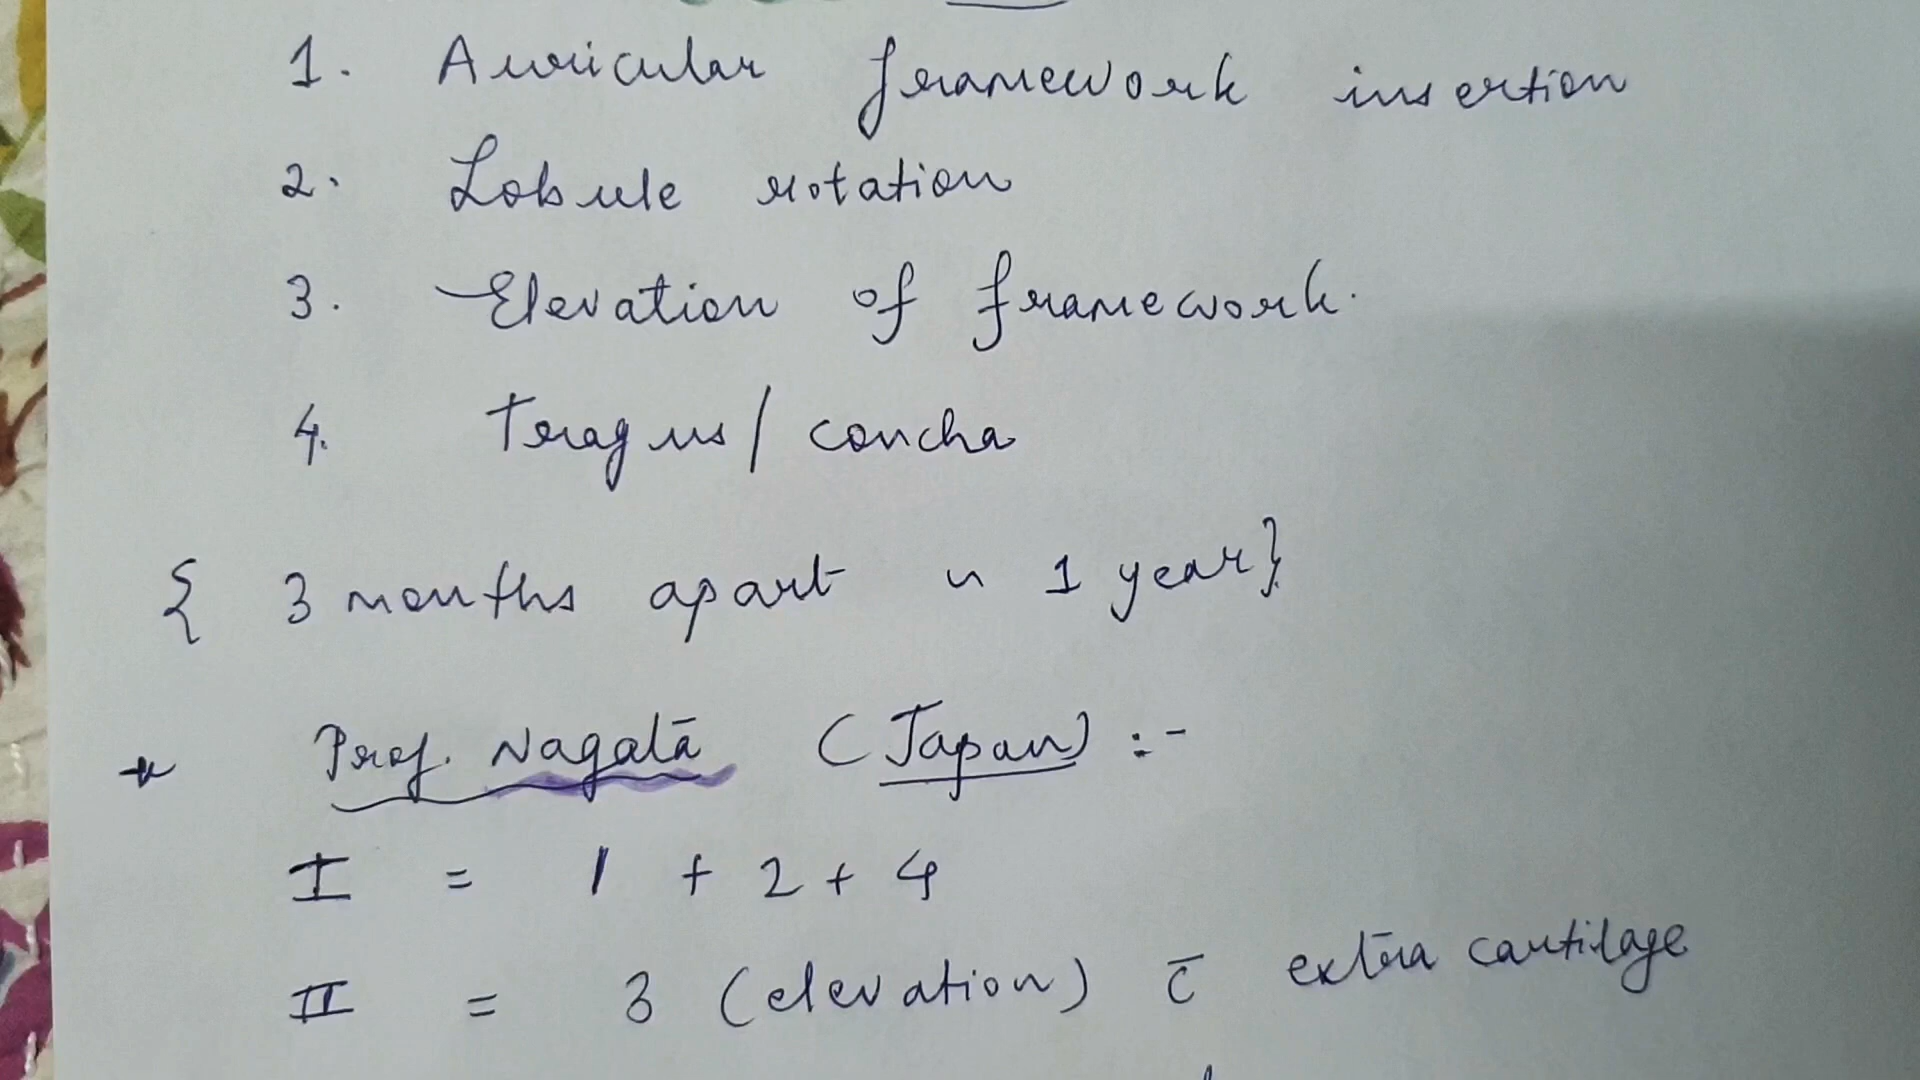 1. Auricular framework insertion
2. Lobule rotation
3. Elevation of framework.
4. Tragus / concha
{ 3 months apart ~ 1 year }
* Prof. Nagata (Japan) :-
I = 1 + 2 + 4
II = 3 (elevation) c̄ extra cartilage